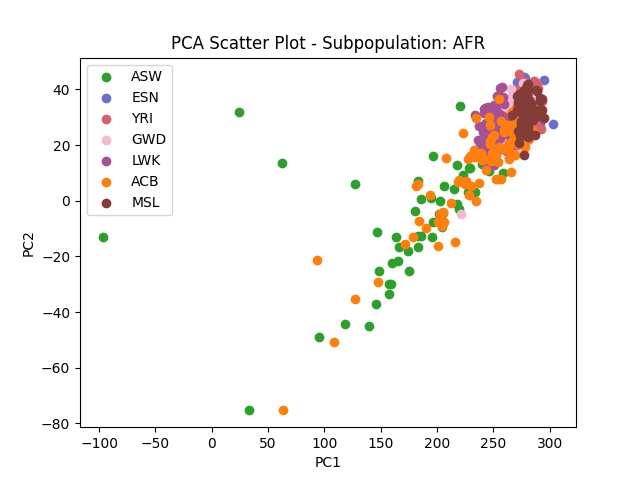 PCA Scatter Plot - Subpopulation: AFR
ASW
ESN
YRI
GWD
LWK
ACB
MSL
40
20
0
−20
−40
−60
−80
PC2
−100
−50
0
50
100
150
200
250
300
PC1